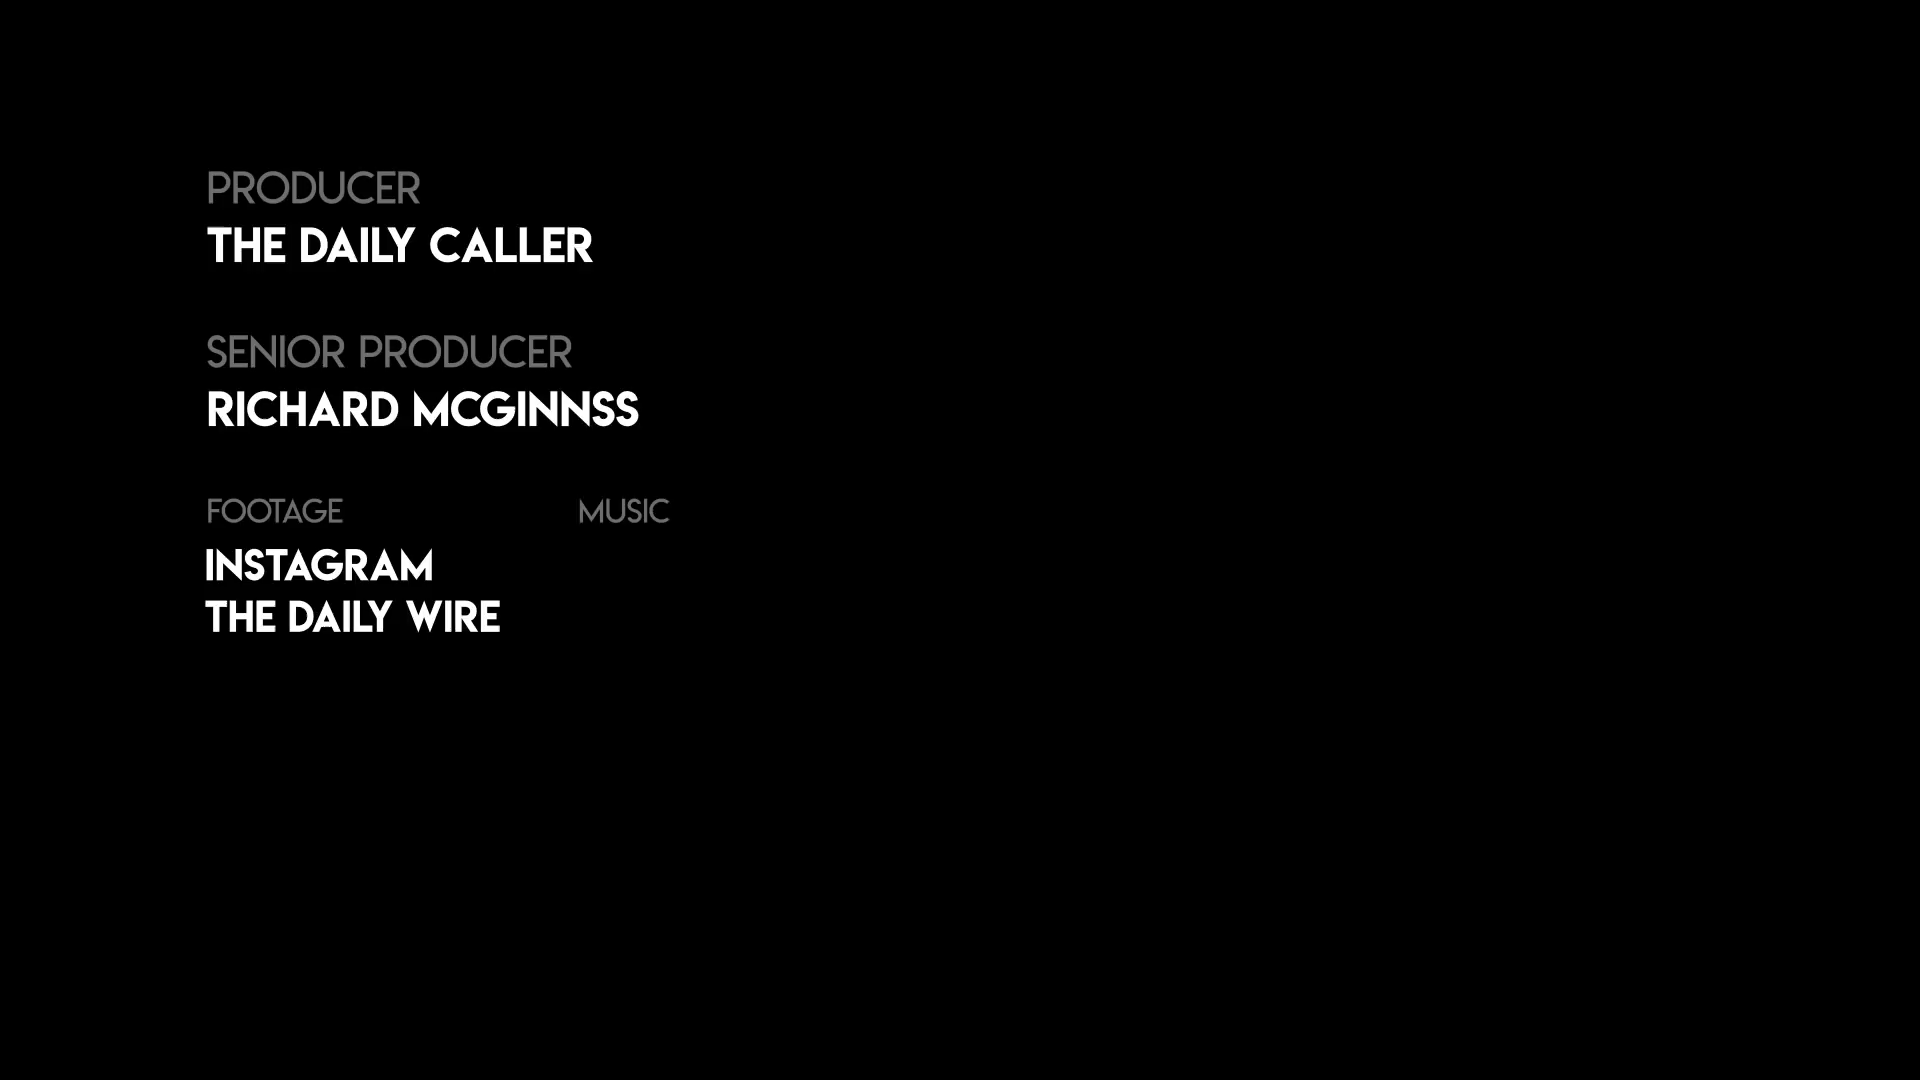 PRODUCER
THE DAILY CALLER
SENIOR PRODUCER
RICHARD MCGINNSS
FOOTAGE
INSTAGRAM
THE DAILY WIRE
MUSIC